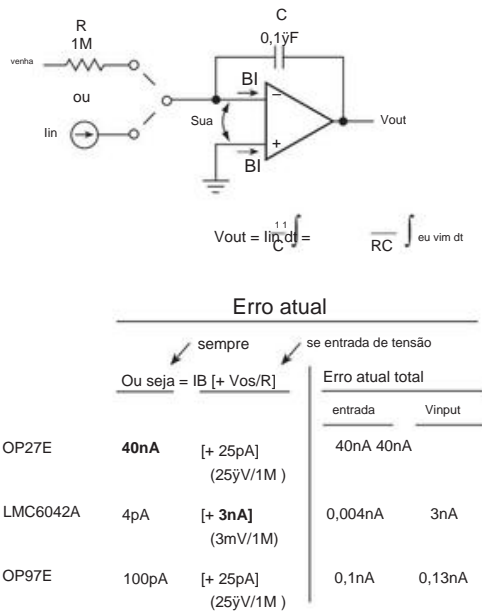 C
0,1ÿF
R
1M
venha
ou
Iin
BI
Sua
BI
−
+
Vout
Vout = Iin dt = 1 1 C ∫ RC ∫ eu vim dt
Erro atual
sempre
se entrada de tensão
Ou seja = IB [+ Vos/R]
Erro atual total
entrada Vinput
OP27E 40nA [+ 25pA] 40nA 40nA
(25ÿV/1M )
LMC6042A 4pA [+ 3nA] 0,004nA 3nA
(3mV/1M)
OP97E 100pA [+ 25pA] 0,1nA 0,13nA
(25ÿV/1M )